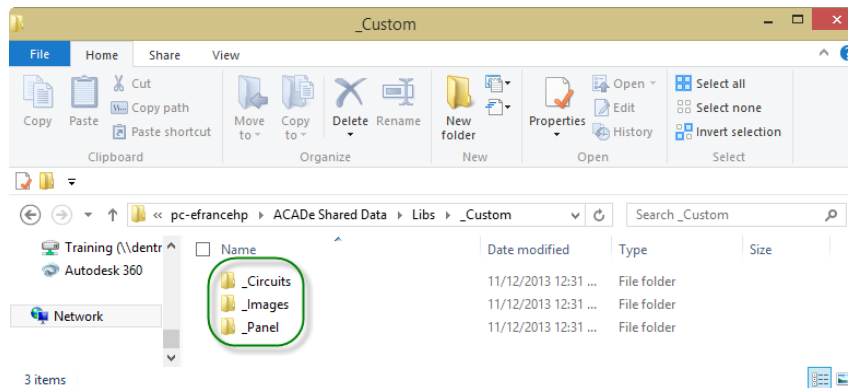 _Custom
File Home Share View
Copy Paste Cut Copy path Paste shortcut
Move to Copy to Delete Rename
New folder
Properties Open Edit History
Select all Select none Invert selection
Clipboard Organize New Open Select
« pc-efrancehp ACADe Shared Data Libs _Custom Search _Custom
Training (\\dentr Name Date modified Type Size
Autodesk 360 _Circuits 11/12/2013 12:31 ... File folder
_Images 11/12/2013 12:31 ... File folder
Network _Panel 11/12/2013 12:31 ... File folder
3 items